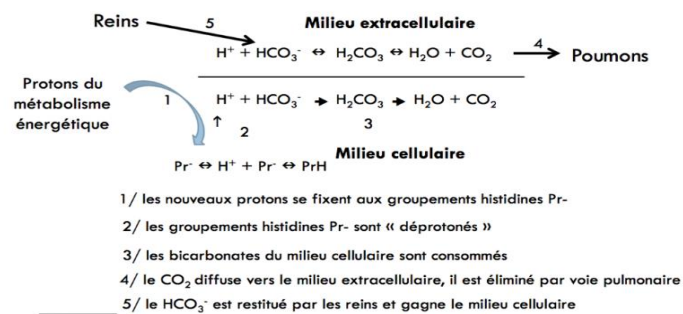 Reins 5 Milieu extracellulaire
H⁺ + HCO₃⁻ ⇔ H₂CO₃ ⇔ H₂O + CO₂ 4 Poumons
Protons du
métabolisme
énergétique
1 H⁺ + HCO₃⁻ → H₂CO₃ → H₂O + CO₂
↑ 2 3
Milieu cellulaire
Pr⁻ ⇔ H⁺ + Pr⁻ ⇔ PrH
1/ les nouveaux protons se fixent aux groupements histidines Pr-
2/ les groupements histidines Pr- sont « déprotonés »
3/ les bicarbonates du milieu cellulaire sont consommés
4/ le CO₂ diffuse vers le milieu extracellulaire, il est éliminé par voie pulmonaire
5/ le HCO₃⁻ est restitué par les reins et gagne le milieu cellulaire